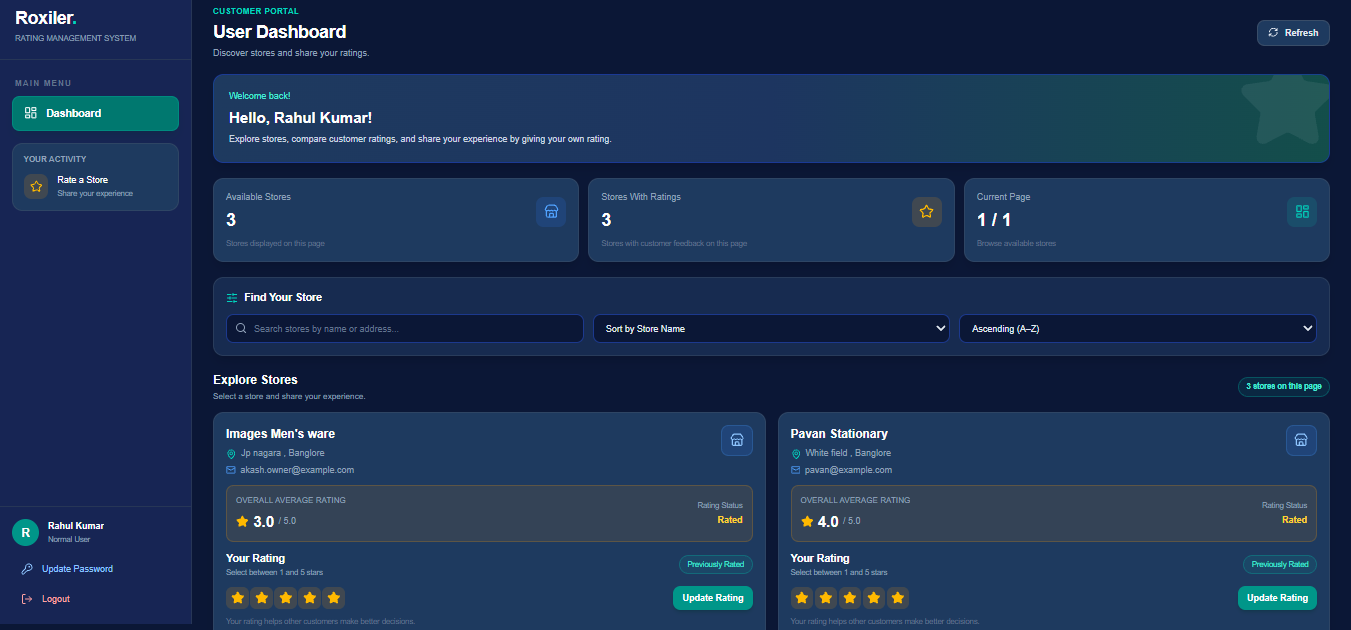 Roxiler.
RATING MANAGEMENT SYSTEM
MAIN MENU
Dashboard
YOUR ACTIVITY
Rate a Store
Share your experience
R
Rahul Kumar
Normal User
Update Password
Logout
CUSTOMER PORTAL
User Dashboard
Discover stores and share your ratings.
Refresh
Welcome back!
Hello, Rahul Kumar!
Explore stores, compare customer ratings, and share your experience by giving your own rating.
Available Stores
3
Stores displayed on this page
Stores With Ratings
3
Stores with customer feedback on this page
Current Page
1 / 1
Browse available stores
Find Your Store
Search stores by name or address...
Sort by Store Name
Ascending (A–Z)
Explore Stores
Select a store and share your experience.
3 stores on this page
Images Men's ware
Jp nagara , Banglore
akash.owner@example.com
OVERALL AVERAGE RATING
3.0 / 5.0
Rating Status
Rated
Your Rating
Select between 1 and 5 stars
Previously Rated
Update Rating
Your rating helps other customers make better decisions.
Pavan Stationary
White field , Banglore
pavan@example.com
OVERALL AVERAGE RATING
4.0 / 5.0
Rating Status
Rated
Your Rating
Select between 1 and 5 stars
Previously Rated
Update Rating
Your rating helps other customers make better decisions.